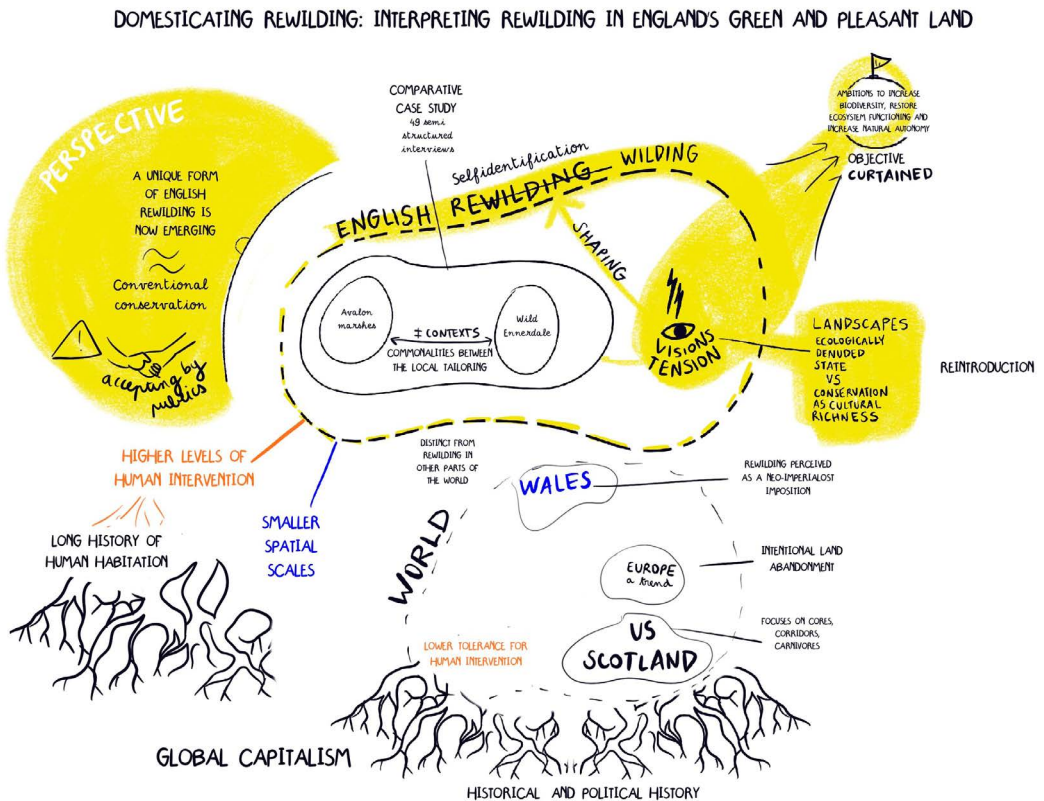 DOMESTICATING REWILDING: INTERPRETING REWILDING IN ENGLAND'S GREEN AND PLEASANT LAND
PERSPECTIVE
A UNIQUE FORM
OF ENGLISH
REWILDING IS
NOW EMERGING
Conventional
conservation
accepting by
publics
COMPARATIVE
CASE STUDY
49 semi
structured
interviews
Selfidentification
ENGLISH REWILDING WILDING
SHAPING
Avalon
marshes
± CONTEXTS
COMMONALITIES BETWEEN
THE LOCAL TAILORING
Wild
Ennerdale
VISIONS
TENSION
AMBITIONS TO INCREASE
BIODIVERSITY, RESTORE
ECOSYSTEM FUNCTIONING AND
INCREASE NATURAL AUTONOMY
OBJECTIVE
CURTAINED
LANDSCAPES
ECOLOGICALLY
DENUDED
STATE
VS
CONSERVATION
AS CULTURAL
RICHNESS
REINTRODUCTION
HIGHER LEVELS OF
HUMAN INTERVENTION
LONG HISTORY OF
HUMAN HABITATION
SMALLER
SPATIAL
SCALES
DISTINCT FROM
REWILDING IN
OTHER PARTS OF
THE WORLD
WORLD
WALES
REWILDING PERCEIVED
AS A NEO-IMPERIALOST
IMPOSITION
EUROPE
a trend
INTENTIONAL LAND
ABANDONMENT
US
SCOTLAND
FOCUSES ON CORES,
CORRIDORS,
CARNIVORES
LOWER TOLERANCE FOR
HUMAN INTERVENTION
GLOBAL CAPITALISM
HISTORICAL AND POLITICAL HISTORY